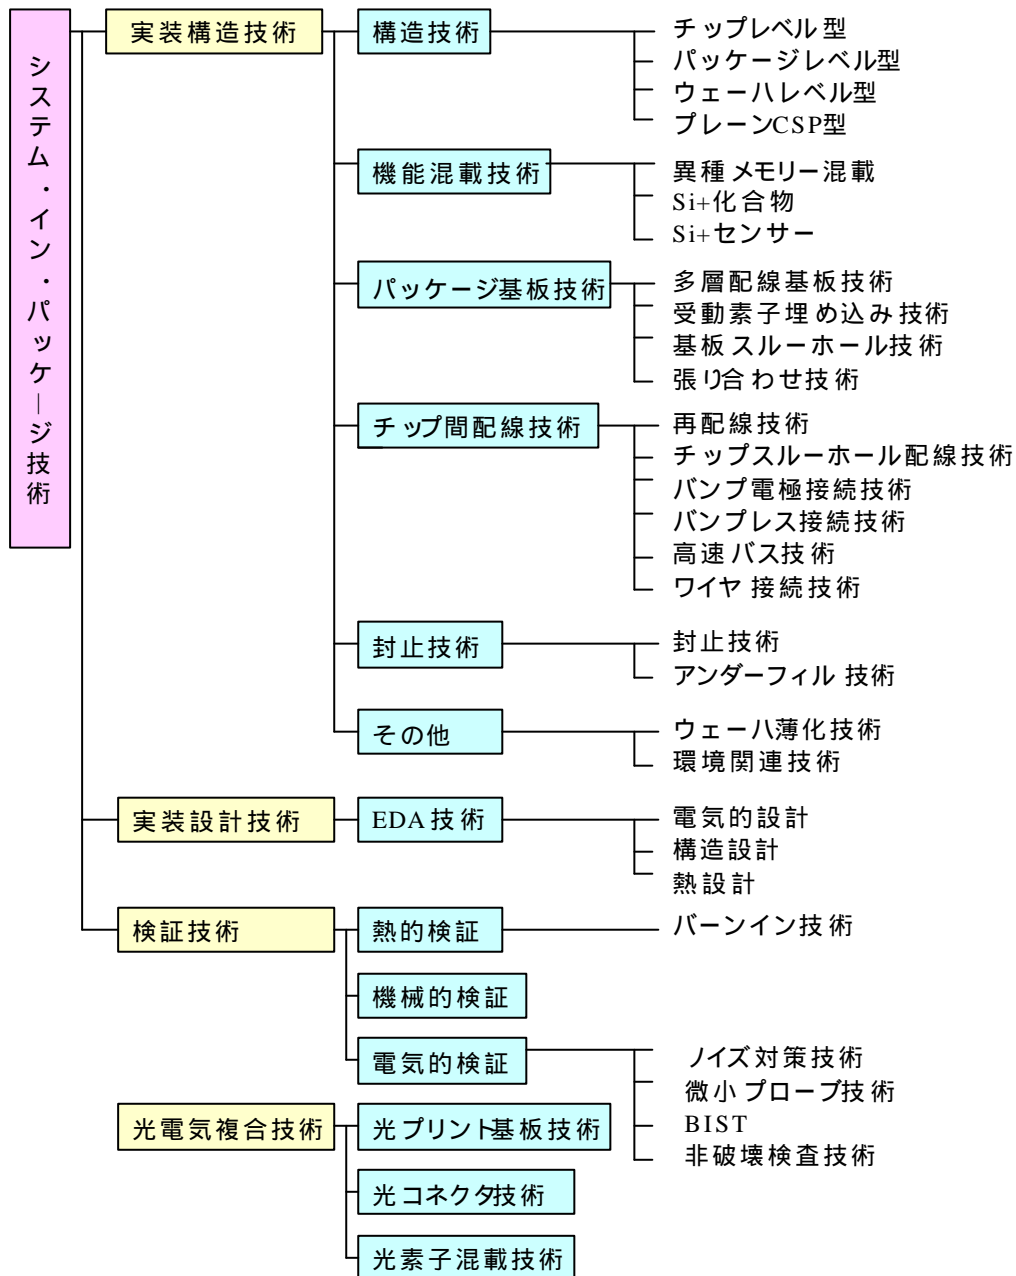 システム・イン・パッケージ技術
実装構造技術
構造技術
チップレベル型
パッケージレベル型
ウェーハレベル型
プレーンCSP型
機能混載技術
異種メモリー混載
Si+化合物
Si+センサー
パッケージ基板技術
多層配線基板技術
受動素子埋め込み技術
基板スルーホール技術
張り合わせ技術
チップ間配線技術
再配線技術
チップスルーホール配線技術
バンプ電極接続技術
バンプレス接続技術
高速バス技術
ワイヤ接続技術
封止技術
封止技術
アンダーフィル技術
その他
ウェーハ薄化技術
環境関連技術
実装設計技術
EDA技術
電気的設計
構造設計
熱設計
検証技術
熱的検証
バーンイン技術
機械的検証
電気的検証
ノイズ対策技術
微小プローブ技術
BIST
非破壊検査技術
光電気複合技術
光プリント基板技術
光コネクタ技術
光素子混載技術